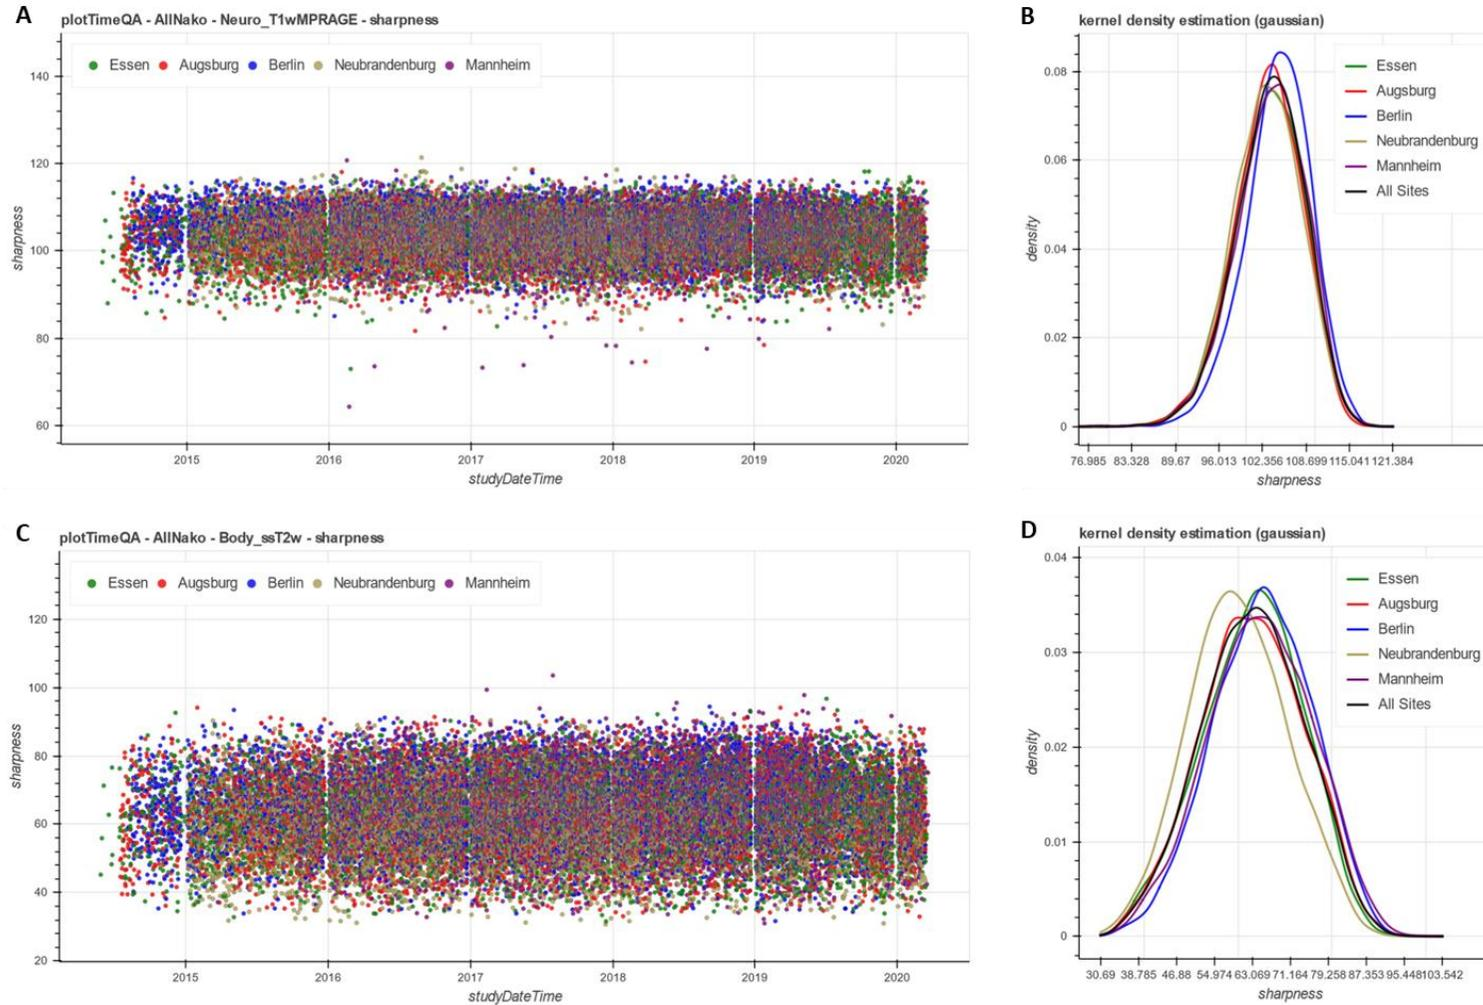 A
plotTimeQA - AllNako - Neuro_T1wMPRAGE - sharpness
Essen Augsburg Berlin Neubrandenburg Mannheim
140
120
100
80
60
sharpness
2015 2016 2017 2018 2019 2020
studyDateTime
B
kernel density estimation (gaussian)
Essen
Augsburg
Berlin
Neubrandenburg
Mannheim
All Sites
0.08
0.06
0.04
0.02
0
density
76.985 83.328 89.67 96.013 102.356 108.699 115.041 121.384
sharpness
C
plotTimeQA - AllNako - Body_ssT2w - sharpness
Essen Augsburg Berlin Neubrandenburg Mannheim
120
100
80
60
40
20
sharpness
2015 2016 2017 2018 2019 2020
studyDateTime
D
kernel density estimation (gaussian)
Essen
Augsburg
Berlin
Neubrandenburg
Mannheim
All Sites
0.04
0.03
0.02
0.01
0
density
30.69 38.785 46.88 54.974 63.069 71.164 79.258 87.353 95.448 103.542
sharpness